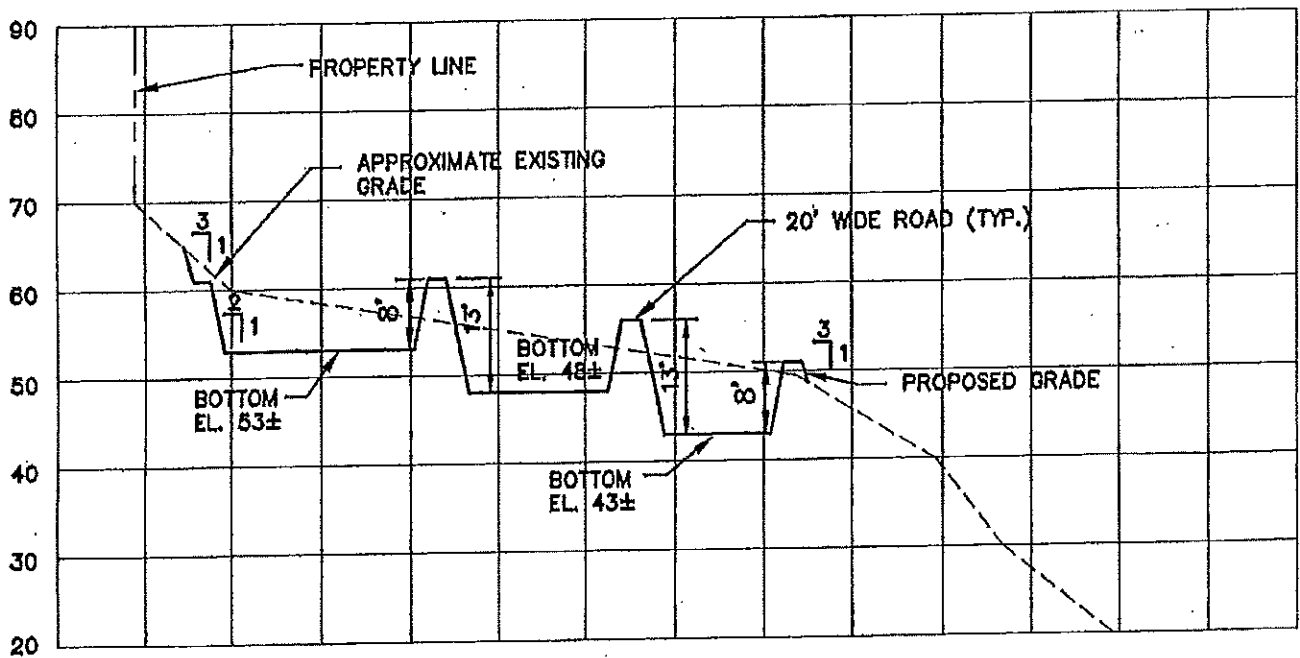 90
80
70
60
50
40
30
20
PROPERTY LINE
APPROXIMATE EXISTING
GRADE
3
1
2
1
20' WIDE ROAD (TYP.)
8'
13'
BOTTOM
EL. 48±
13'
8'
3
1
PROPOSED GRADE
BOTTOM
EL. 53±
BOTTOM
EL. 43±